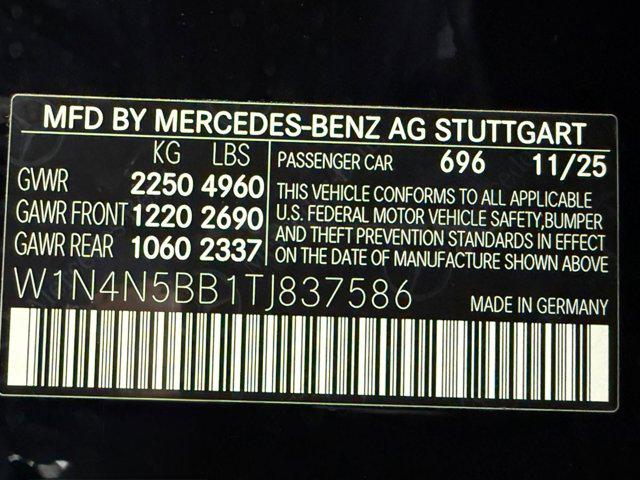 MFD BY MERCEDES-BENZ AG STUTTGART
KG LBS
GVWR 2250 4960
GAWR FRONT 1220 2690
GAWR REAR 1060 2337
PASSENGER CAR 696 11/25
THIS VEHICLE CONFORMS TO ALL APPLICABLE
U.S. FEDERAL MOTOR VEHICLE SAFETY,BUMPER
AND THEFT PREVENTION STANDARDS IN EFFECT
ON THE DATE OF MANUFACTURE SHOWN ABOVE
W1N4N5BB1TJ837586
MADE IN GERMANY